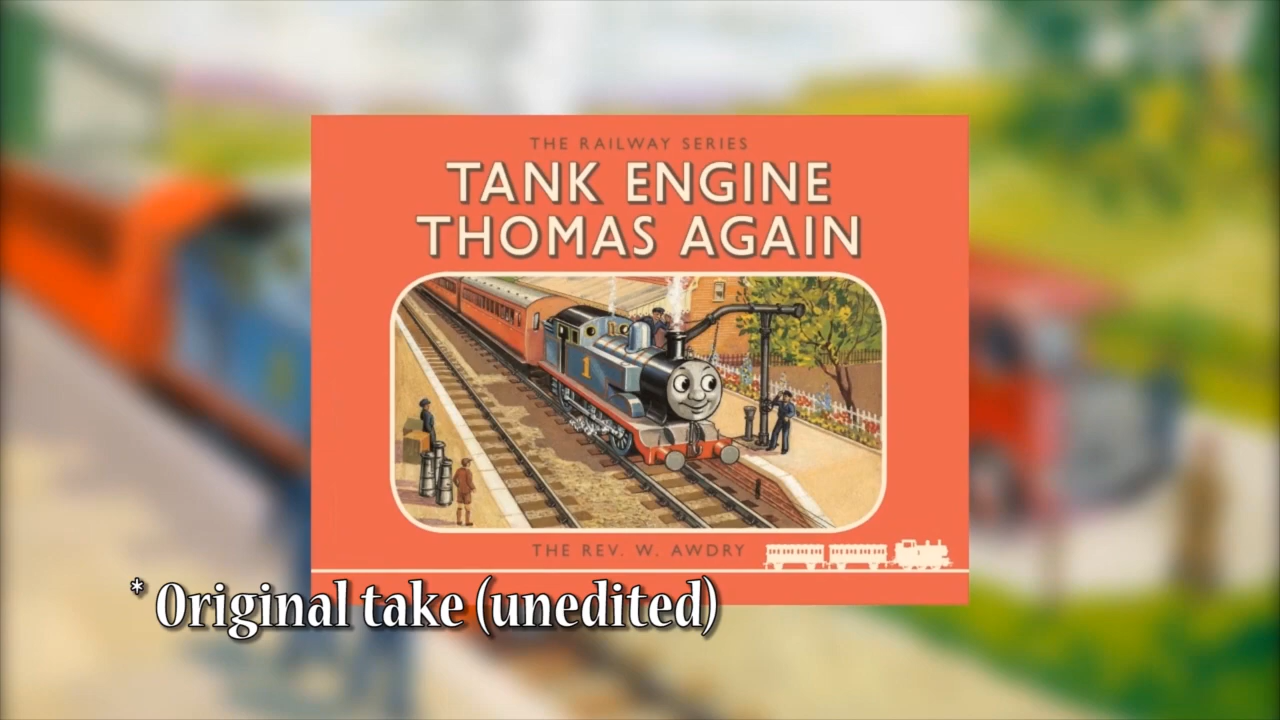 THE RAILWAY SERIES
TANK ENGINE
THOMAS AGAIN
1
THE REV. W. AWDRY
* Original take (unedited)